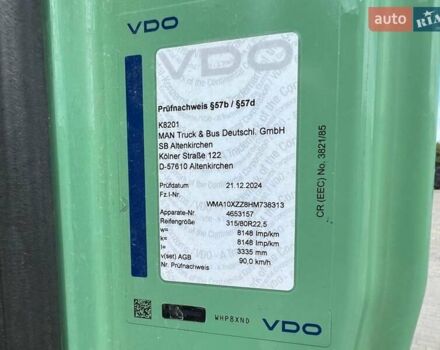 VDO
VDO
Prüfnachweis §57b / §57d
K8201
MAN Truck & Bus Deutschl. GmbH
SB Altenkirchen
Kölner Straße 122
D-57610 Altenkirchen
Prüfdatum 21.12.2024
Fz.I-Nr.
WMA10XZZ8HM738313
Apparate-Nr. 4653157
Reifengröße 315/80R22,5
w= 8148 Imp/km
k= 8148 Imp/km
l= 3335 mm
v(set) AGB 90,0 km/h
Nr. Prüfnachweis
CR (EEC) No. 3821/85
WHP8XND
VDO
AUTO RIA